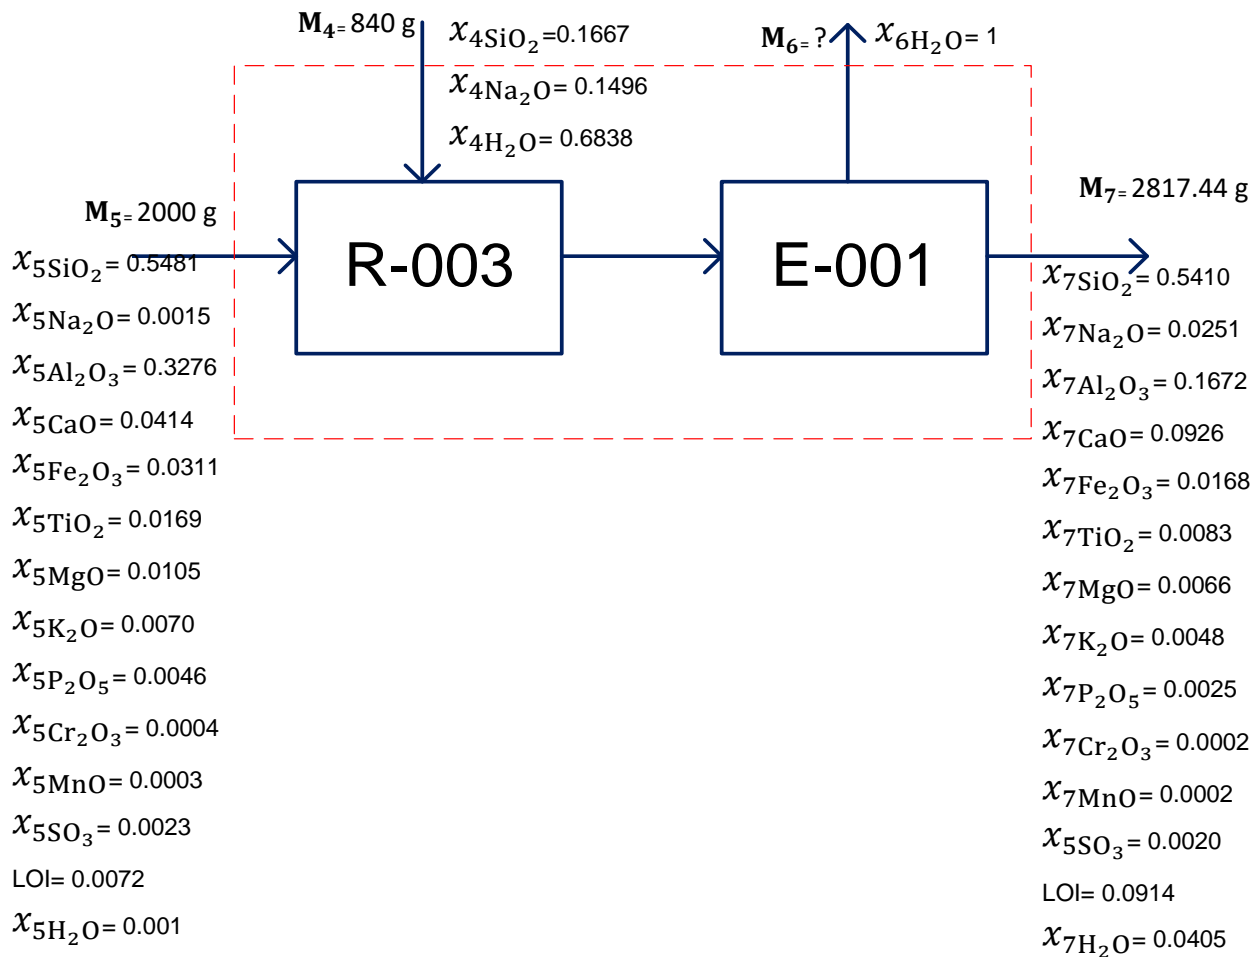 M₄= 840 g
x₄SiO₂=0.1667
x₄Na₂O= 0.1496
x₄H₂O= 0.6838
M₆= ?
x₆H₂O= 1
M₅= 2000 g
R-003
E-001
M₇= 2817.44 g
x₅SiO₂= 0.5481
x₅Na₂O= 0.0015
x₅Al₂O₃= 0.3276
x₅CaO= 0.0414
x₅Fe₂O₃= 0.0311
x₅TiO₂= 0.0169
x₅MgO= 0.0105
x₅K₂O= 0.0070
x₅P₂O₅= 0.0046
x₅Cr₂O₃= 0.0004
x₅MnO= 0.0003
x₅SO₃= 0.0023
LOI= 0.0072
x₅H₂O= 0.001
x₇SiO₂= 0.5410
x₇Na₂O= 0.0251
x₇Al₂O₃= 0.1672
x₇CaO= 0.0926
x₇Fe₂O₃= 0.0168
x₇TiO₂= 0.0083
x₇MgO= 0.0066
x₇K₂O= 0.0048
x₇P₂O₅= 0.0025
x₇Cr₂O₃= 0.0002
x₇MnO= 0.0002
x₅SO₃= 0.0020
LOI= 0.0914
x₇H₂O= 0.0405